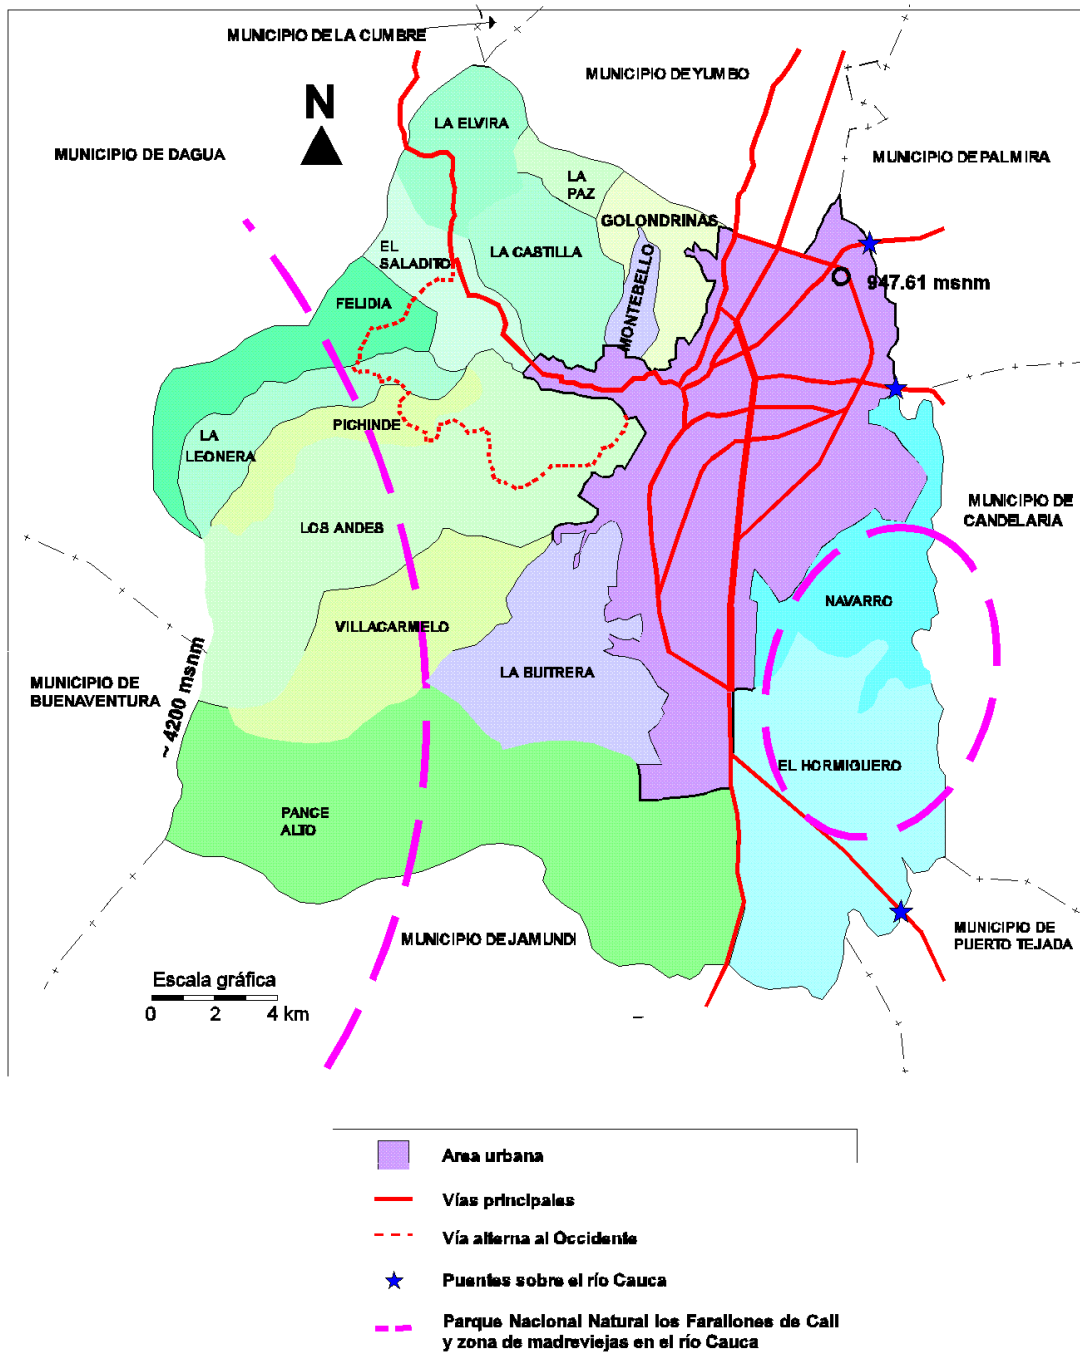 MUNICIPIO DE LA CUMBRE
MUNICIPIO DE YUMBO
N
LA ELVIRA
MUNICIPIO DE DAGUA
MUNICIPIO DE PALMIRA
LA
PAZ
GOLONDRINAS
EL
SALADITO
LA CASTILLA
MONTEBELLO
947.61 msnm
FELIDIA
PICHINDE
LA
LEONERA
MUNICIPIO DE
CANDELARIA
LOS ANDES
NAVARRO
VILLACARMELO
LA BUITRERA
MUNICIPIO DE
BUENAVENTURA
~ 4200 msnm
EL HORMIGUERO
PANCE
ALTO
MUNICIPIO DE JAMUNDI
MUNICIPIO DE
PUERTO TEJADA
Escala gráfica
0 2 4 km
Area urbana
Vías principales
Vía alterna al Occidente
Puentes sobre el río Cauca
Parque Nacional Natural los Farallones de Cali
y zona de madreviejas en el río Cauca